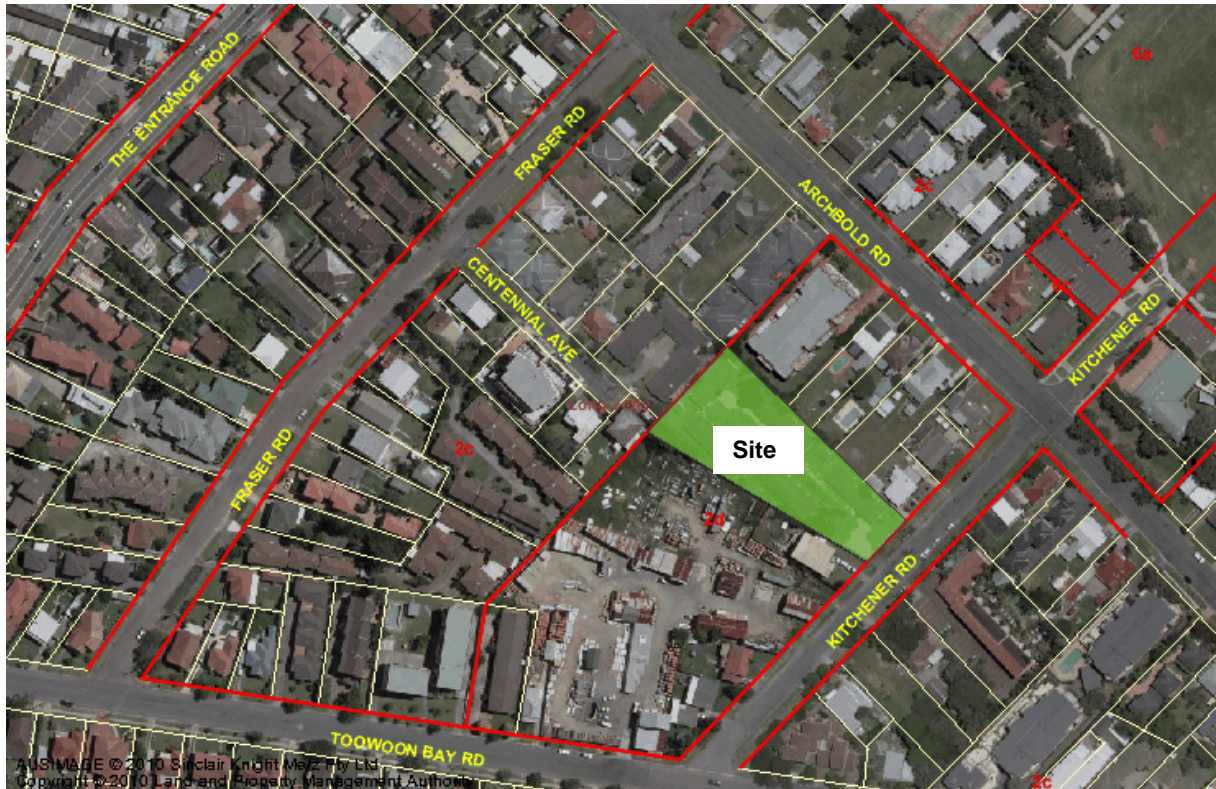 THE ENTRANCE ROAD
FRASER RD
6a
2c
ARCHBOLD RD
CENTENNIAL AVE
KITCHENER RD
Long Jetty
Site
2c
FRASER RD
2d
KITCHENER RD
TOOWOON BAY RD
AUSIMAGE © 2010 Sinclair Knight Merz Pty Ltd
Copyright © 2010 Land and Property Management Authority
2c